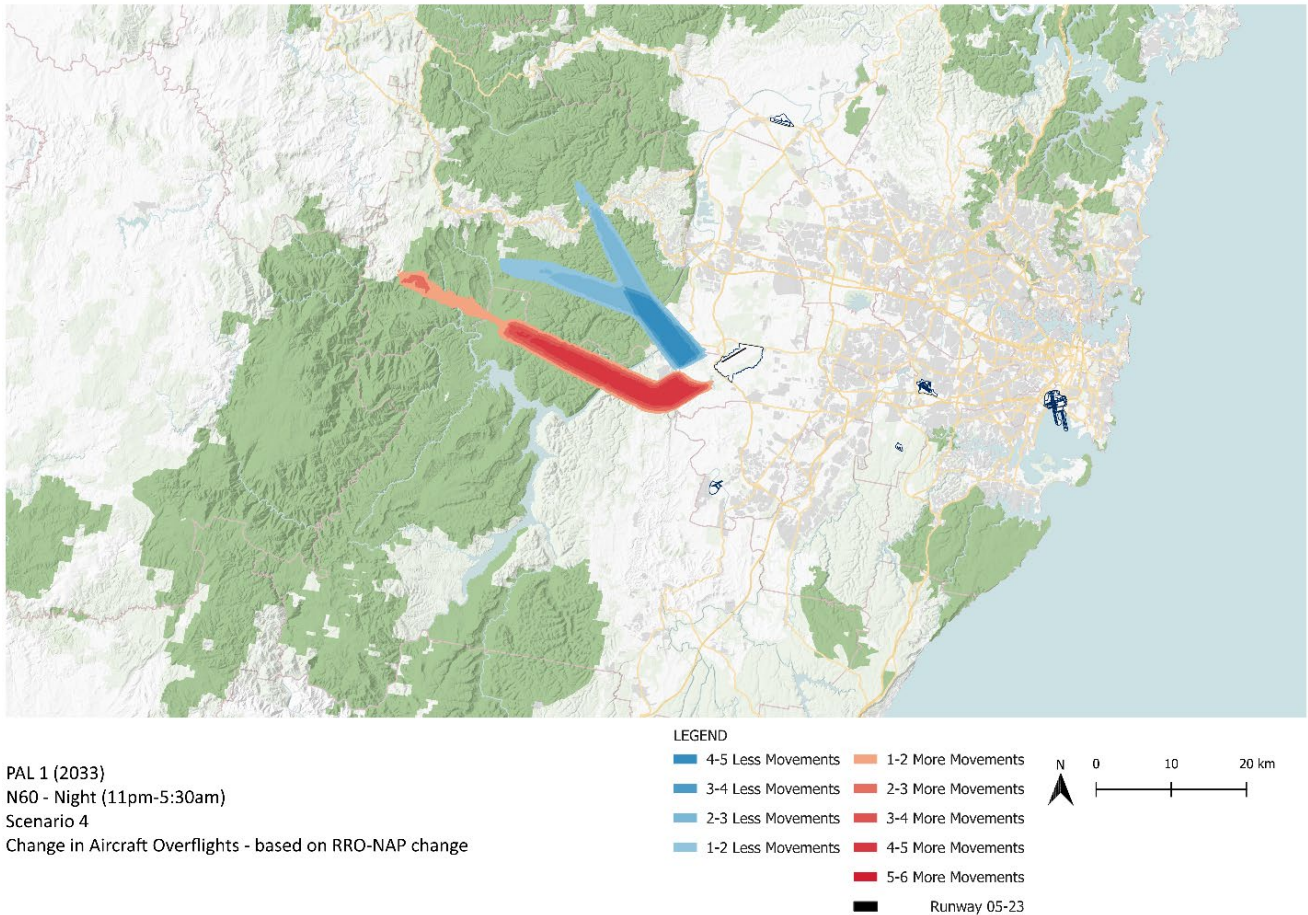 LEGEND
4-5 Less Movements
3-4 Less Movements
2-3 Less Movements
1-2 Less Movements
1-2 More Movements
2-3 More Movements
3-4 More Movements
4-5 More Movements
5-6 More Movements
Runway 05-23
N
0 10 20 km
PAL 1 (2033)
N60 - Night (11pm-5:30am)
Scenario 4
Change in Aircraft Overflights - based on RRO-NAP change